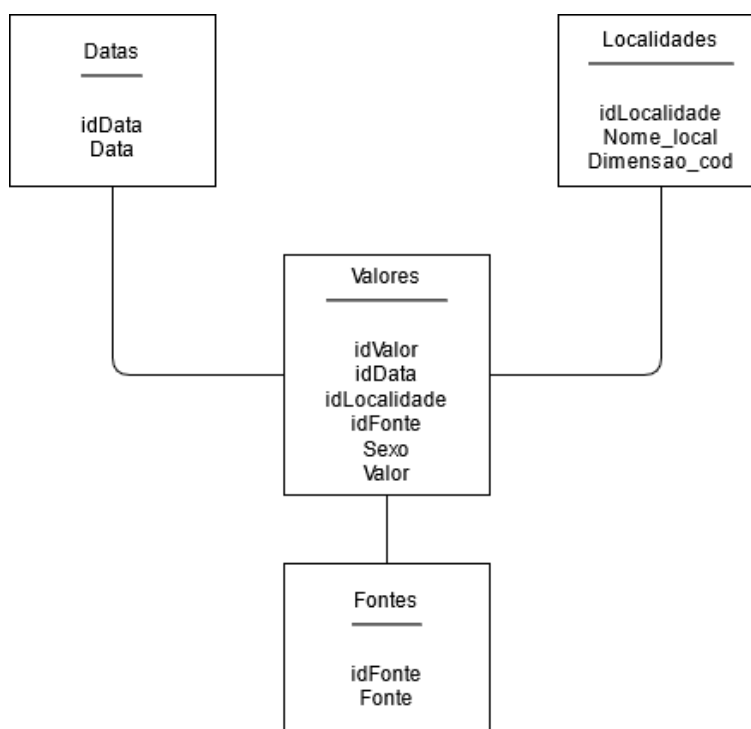 Datas
idData
Data
Localidades
idLocalidade
Nome_local
Dimensao_cod
Valores
idValor
idData
idLocalidade
idFonte
Sexo
Valor
Fontes
idFonte
Fonte